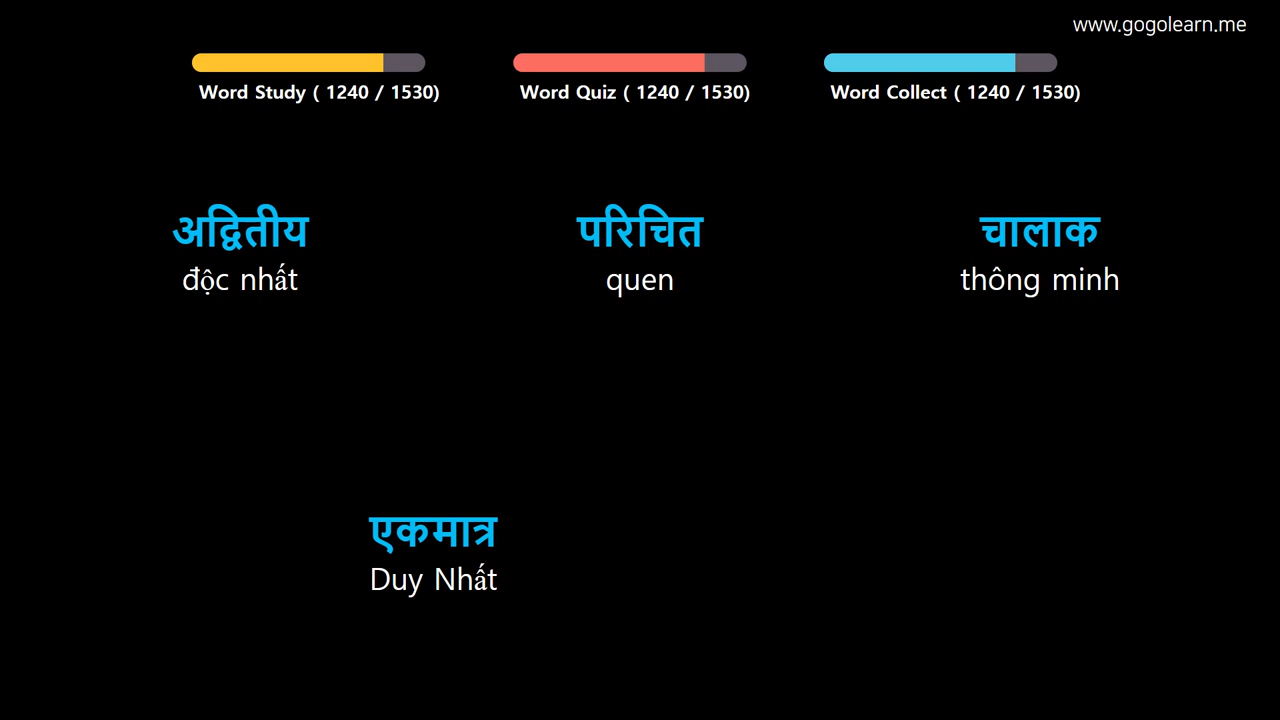 www.gogolearn.me
Word Study ( 1240 / 1530)
Word Quiz ( 1240 / 1530)
Word Collect ( 1240 / 1530)
अद्वितीय
độc nhất
परिचित
quen
चालाक
thông minh
एकमात्र
Duy Nhất